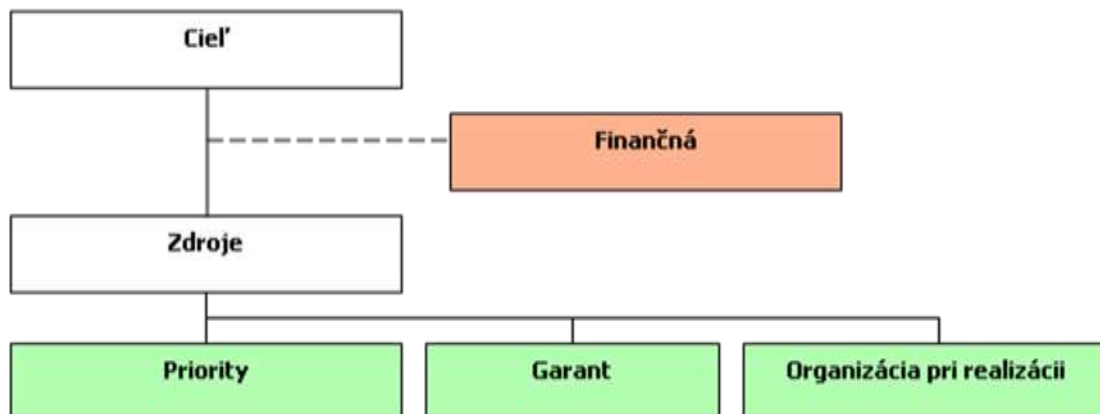 Cieľ
Finančná
Zdroje
Priority
Garant
Organizácia pri realizácii